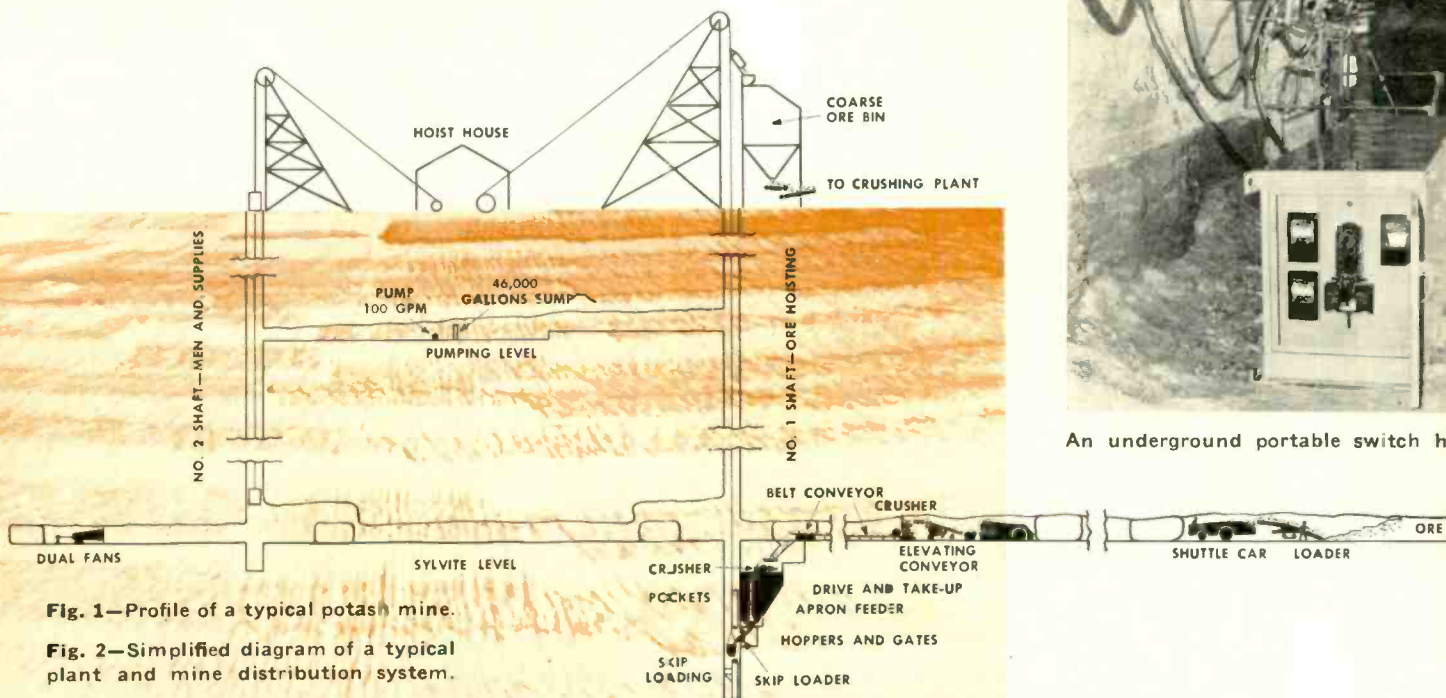 COARSE
ORE BIN
HOIST HOUSE
TO CRUSHING PLANT
NO. 2 SHAFT—MEN AND SUPPLIES
PUMP
100 GPM
46,000
GALLONS SUMP
PUMPING LEVEL
NO. 1 SHAFT—ORE HOISTING
An underground portable switch h
BELT CONVEYOR
CRUSHER
ORE
DUAL FANS
SYLVITE LEVEL
ELEVATING
CONVEYOR
SHUTTLE CAR
LOADER
CRUSHER
DRIVE AND TAKE-UP
POCKETS
APRON FEEDER
HOPPERS AND GATES
SKIP
LOADING
SKIP LOADER
Fig. 1—Profile of a typical potash mine.
Fig. 2—Simplified diagram of a typical
plant and mine distribution system.